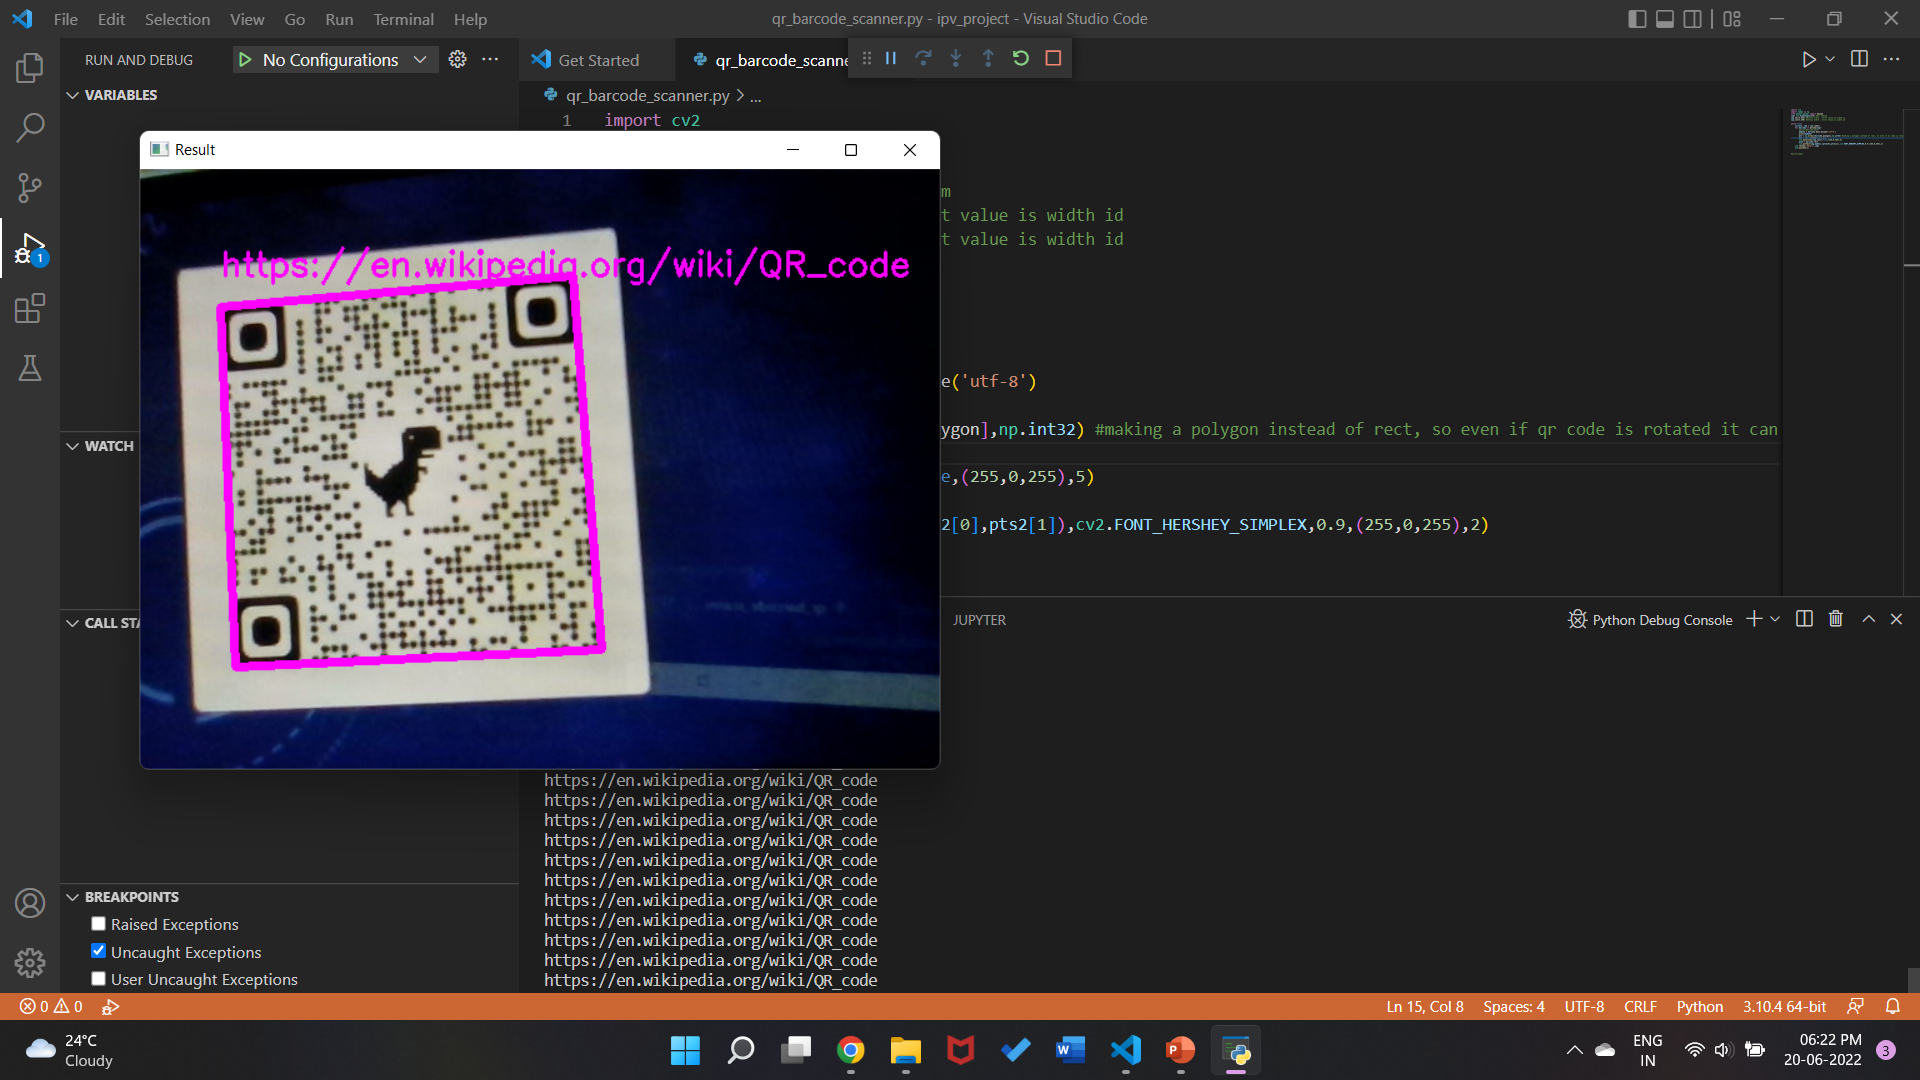 File Edit Selection View Go Run Terminal Help
qr_barcode_scanner.py - ipv_project - Visual Studio Code
RUN AND DEBUG
No Configurations
Get Started
qr_barcode_scanne
VARIABLES
qr_barcode_scanner.py > ...
1 import cv2
Result
m
t value is width id
t value is width id
https://en.wikipedia.org/wiki/QR_code
e('utf-8')
ygon],np.int32) #making a polygon instead of rect, so even if qr code is rotated it can
WATCH
e,(255,0,255),5)
2[0],pts2[1]),cv2.FONT_HERSHEY_SIMPLEX,0.9,(255,0,255),2)
CALL STA
JUPYTER
Python Debug Console
https://en.wikipedia.org/wiki/QR_code
https://en.wikipedia.org/wiki/QR_code
https://en.wikipedia.org/wiki/QR_code
https://en.wikipedia.org/wiki/QR_code
https://en.wikipedia.org/wiki/QR_code
https://en.wikipedia.org/wiki/QR_code
https://en.wikipedia.org/wiki/QR_code
https://en.wikipedia.org/wiki/QR_code
https://en.wikipedia.org/wiki/QR_code
https://en.wikipedia.org/wiki/QR_code
https://en.wikipedia.org/wiki/QR_code
BREAKPOINTS
Raised Exceptions
Uncaught Exceptions
User Uncaught Exceptions
1
0 0
Ln 15, Col 8 Spaces: 4 UTF-8 CRLF Python 3.10.4 64-bit
24°C
Cloudy
ENG
IN
06:22 PM
20-06-2022
3